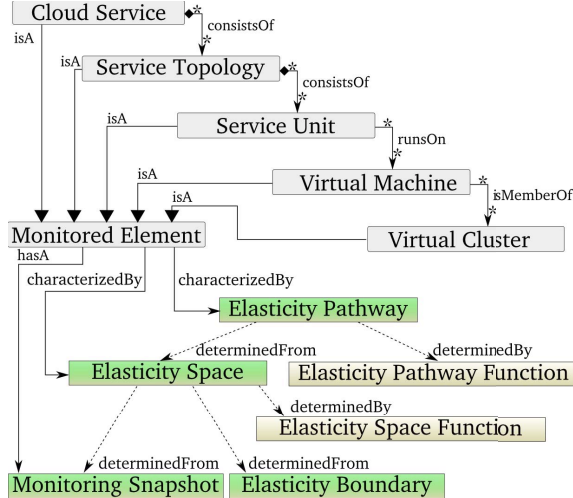 Cloud Service
consistsOf
isA
Service Topology
isA
consistsOf
isA
Service Unit
runsOn
isA
Virtual Machine
isA
isMemberOf
Monitored Element
Virtual Cluster
hasA
characterizedBy
characterizedBy
Elasticity Pathway
determinedFrom
determinedBy
Elasticity Space
Elasticity Pathway Function
determinedBy
Elasticity Space Function
determinedFrom
determinedFrom
Monitoring Snapshot
Elasticity Boundary